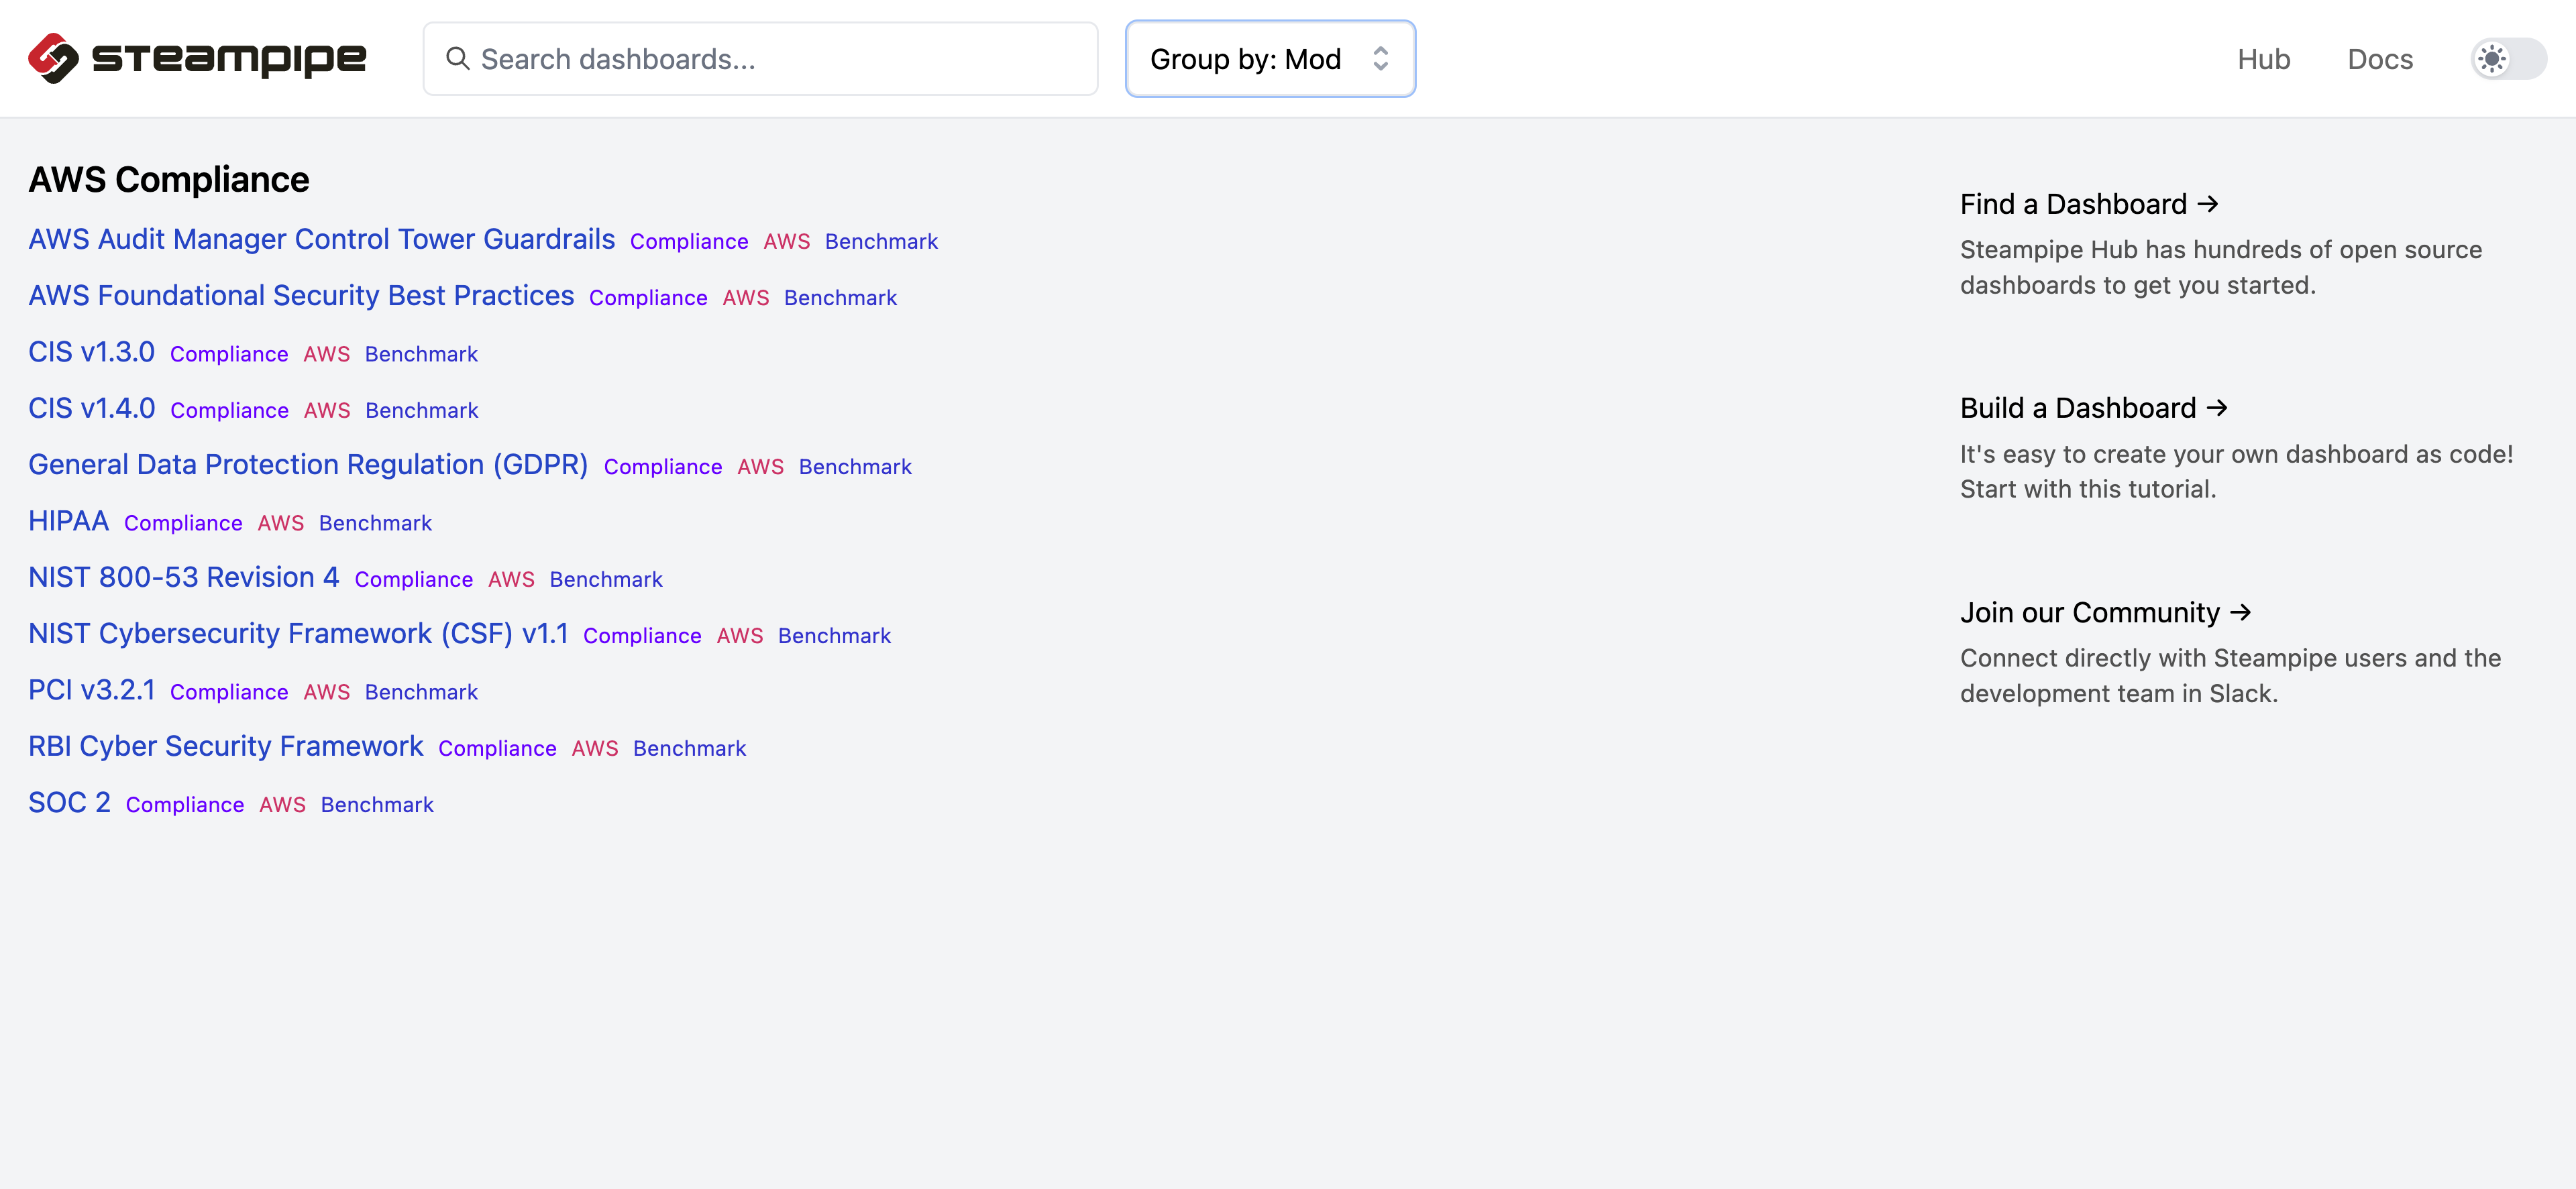 steampipe
Search dashboards...
Group by: Mod
Hub
Docs
AWS Compliance
AWS Audit Manager Control Tower Guardrails Compliance AWS Benchmark
AWS Foundational Security Best Practices Compliance AWS Benchmark
CIS v1.3.0 Compliance AWS Benchmark
CIS v1.4.0 Compliance AWS Benchmark
General Data Protection Regulation (GDPR) Compliance AWS Benchmark
HIPAA Compliance AWS Benchmark
NIST 800-53 Revision 4 Compliance AWS Benchmark
NIST Cybersecurity Framework (CSF) v1.1 Compliance AWS Benchmark
PCI v3.2.1 Compliance AWS Benchmark
RBI Cyber Security Framework Compliance AWS Benchmark
SOC 2 Compliance AWS Benchmark
Find a Dashboard →
Steampipe Hub has hundreds of open source
dashboards to get you started.
Build a Dashboard →
It's easy to create your own dashboard as code!
Start with this tutorial.
Join our Community →
Connect directly with Steampipe users and the
development team in Slack.